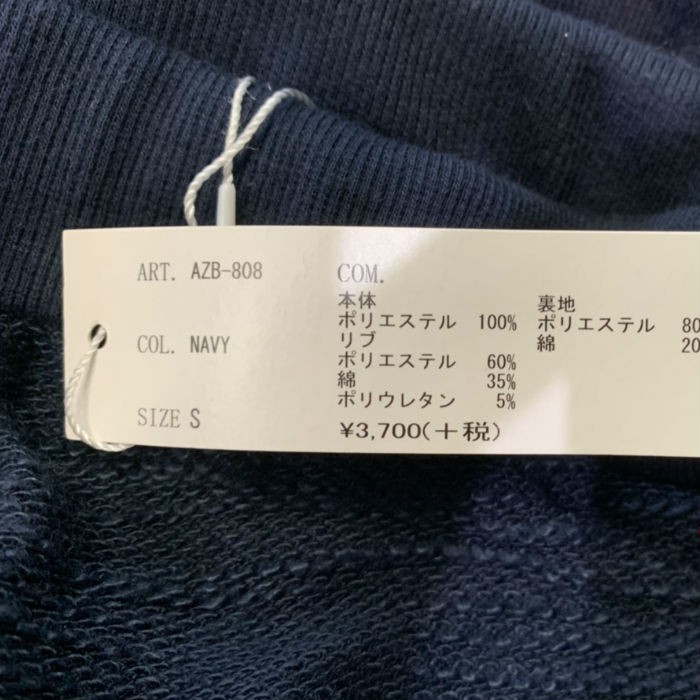 ART. AZB-808
COL. NAVY
SIZE S
COM.
本体
ポリエステル 100%
リブ
ポリエステル 60%
綿 35%
ポリウレタン 5%
¥3,700(+税)
裏地
ポリエステル 80
綿 20